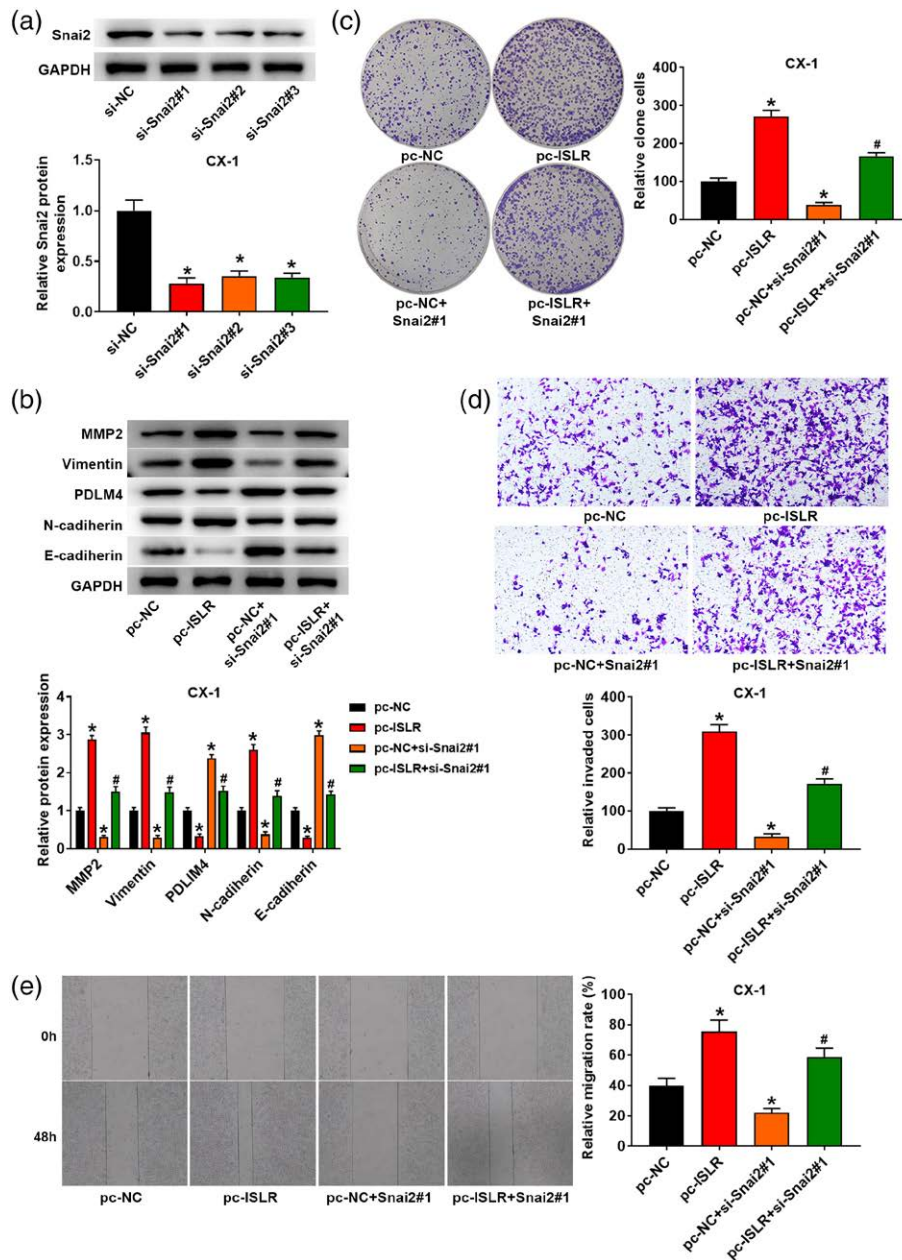 (a)
Snai2
GAPDH
si-NC
si-Snai2#1
si-Snai2#2
si-Snai2#3
CX-1
Relative Snai2 protein
expression
1.5
1.0
0.5
0.0
*
*
*
si-NC
si-Snai2#1
si-Snai2#2
si-Snai2#3
(c)
pc-NC
pc-ISLR
pc-NC+
Snai2#1
pc-ISLR+
Snai2#1
CX-1
Relative clone cells
400
300
200
100
0
*
*
#
pc-NC
pc-ISLR
pc-NC+si-Snai2#1
pc-ISLR+si-Snai2#1
(b)
MMP2
Vimentin
PDLM4
N-cadiherin
E-cadiherin
GAPDH
pc-NC
pc-ISLR
pc-NC+
si-Snai2#1
pc-ISLR+
si-Snai2#1
CX-1
Relative protein expression
4
3
2
1
0
* * # * * # * * # * * # * * #
MMP2
Vimentin
PDLIM4
N-cadiherin
E-cadiherin
pc-NC
pc-ISLR
pc-NC+si-Snai2#1
pc-ISLR+si-Snai2#1
(d)
pc-NC
pc-ISLR
pc-NC+Snai2#1
pc-ISLR+Snai2#1
CX-1
Relative invaded cells
400
300
200
100
0
*
*
#
pc-NC
pc-ISLR
pc-NC+si-Snai2#1
pc-ISLR+si-Snai2#1
(e)
0h
48h
pc-NC
pc-ISLR
pc-NC+Snai2#1
pc-ISLR+Snai2#1
CX-1
Relative migration rate (%)
100
80
60
40
20
0
*
*
#
pc-NC
pc-ISLR
pc-NC+si-Snai2#1
pc-ISLR+si-Snai2#1